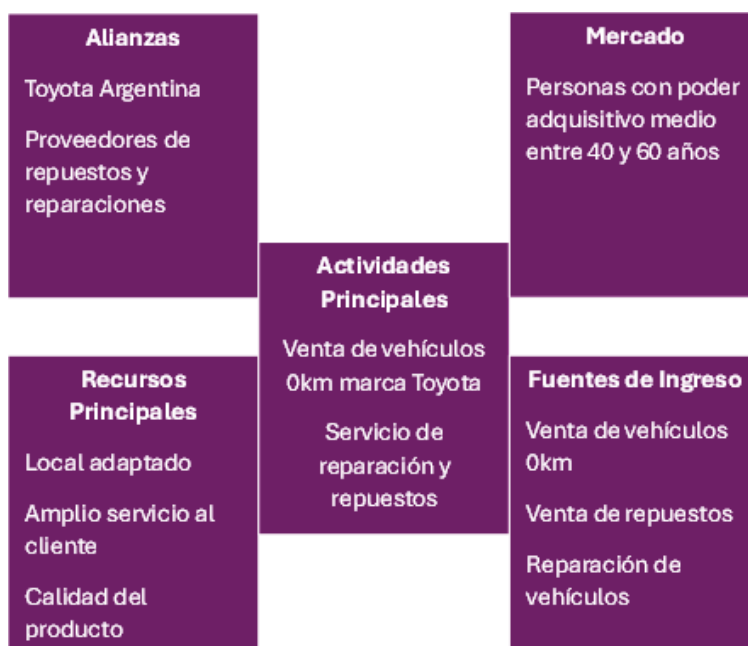 Alianzas
Toyota Argentina
Proveedores de
repuestos y
reparaciones
Mercado
Personas con poder
adquisitivo medio
entre 40 y 60 años
Actividades
Principales
Venta de vehículos
0km marca Toyota
Servicio de
reparación y
repuestos
Recursos
Principales
Local adaptado
Amplio servicio al
cliente
Calidad del
producto
Fuentes de Ingreso
Venta de vehículos
0km
Venta de repuestos
Reparación de
vehículos